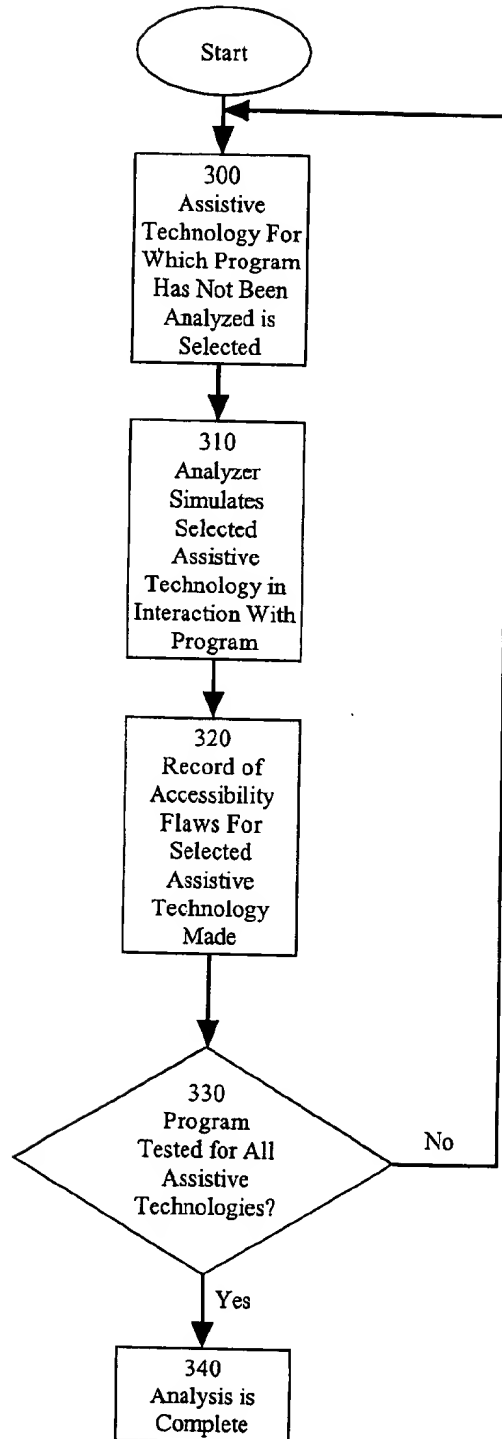 Start
300
Assistive
Technology For
Which Program
Has Not Been
Analyzed is
Selected
310
Analyzer
Simulates
Selected
Assistive
Technology in
Interaction With
Program
320
Record of
Accessibility
Flaws For
Selected
Assistive
Technology
Made
330
Program
Tested for All
Assistive
Technologies?
No
Yes
340
Analysis is
Complete